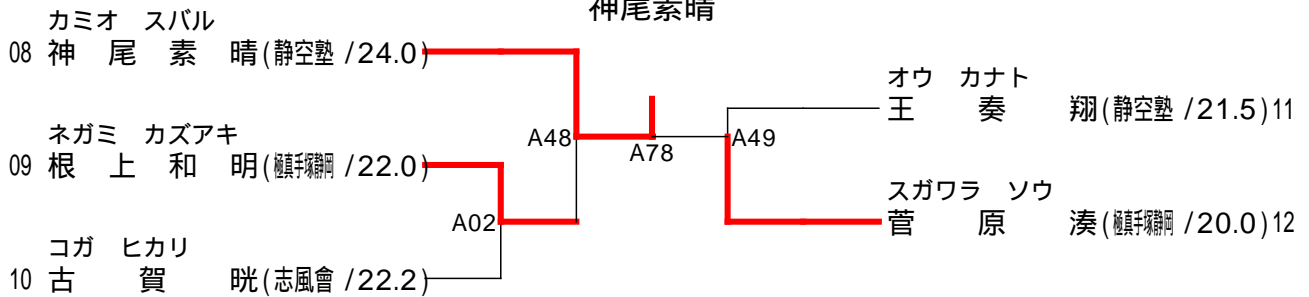 神尾素晴
カミオ スバル
08 神 尾 素 晴(静空塾 /24.0)
ネガミ カズアキ
09 根 上 和 明(極真手塚静岡 /22.0)
コガ ヒカリ
10 古 賀 晄(志風會 /22.2)
A48
A02
A78
A49
オウ カナト
王 奏 翔(静空塾 /21.5)11
スガワラ ソウ
菅 原 湊(極真手塚静岡 /20.0)12